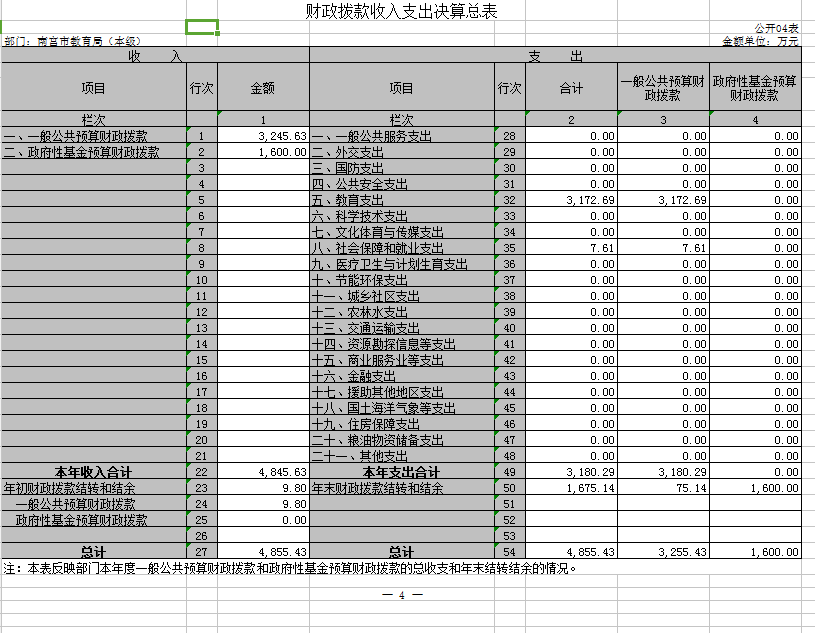 财政拨款收入支出决算总表
公开04表
部门：南宫市教育局（本级） 金额单位：万元
收 入 支 出
项目 行次 金额 项目 行次 合计 一般公共预算财政拨款 政府性基金预算财政拨款
栏次 1 栏次 2 3 4
一、一般公共预算财政拨款 1 3,245.63 一、一般公共服务支出 28 0.00 0.00 0.00
二、政府性基金预算财政拨款 2 1,600.00 二、外交支出 29 0.00 0.00 0.00
3 三、国防支出 30 0.00 0.00 0.00
4 四、公共安全支出 31 0.00 0.00 0.00
5 五、教育支出 32 3,172.69 3,172.69 0.00
6 六、科学技术支出 33 0.00 0.00 0.00
7 七、文化体育与传媒支出 34 0.00 0.00 0.00
8 八、社会保障和就业支出 35 7.61 7.61 0.00
9 九、医疗卫生与计划生育支出 36 0.00 0.00 0.00
10 十、节能环保支出 37 0.00 0.00 0.00
11 十一、城乡社区支出 38 0.00 0.00 0.00
12 十二、农林水支出 39 0.00 0.00 0.00
13 十三、交通运输支出 40 0.00 0.00 0.00
14 十四、资源勘探信息等支出 41 0.00 0.00 0.00
15 十五、商业服务业等支出 42 0.00 0.00 0.00
16 十六、金融支出 43 0.00 0.00 0.00
17 十七、援助其他地区支出 44 0.00 0.00 0.00
18 十八、国土海洋气象等支出 45 0.00 0.00 0.00
19 十九、住房保障支出 46 0.00 0.00 0.00
20 二十、粮油物资储备支出 47 0.00 0.00 0.00
21 二十一、其他支出 48 0.00 0.00 0.00
本年收入合计 22 4,845.63 本年支出合计 49 3,180.29 3,180.29 0.00
年初财政拨款结转和结余 23 9.80 年末财政拨款结转和结余 50 1,675.14 75.14 1,600.00
一般公共预算财政拨款 24 9.80 51
政府性基金预算财政拨款 25 0.00 52
26 53
总计 27 4,855.43 总计 54 4,855.43 3,255.43 1,600.00
注：本表反映部门本年度一般公共预算财政拨款和政府性基金预算财政拨款的总收支和年末结转结余的情况。
— 4 —